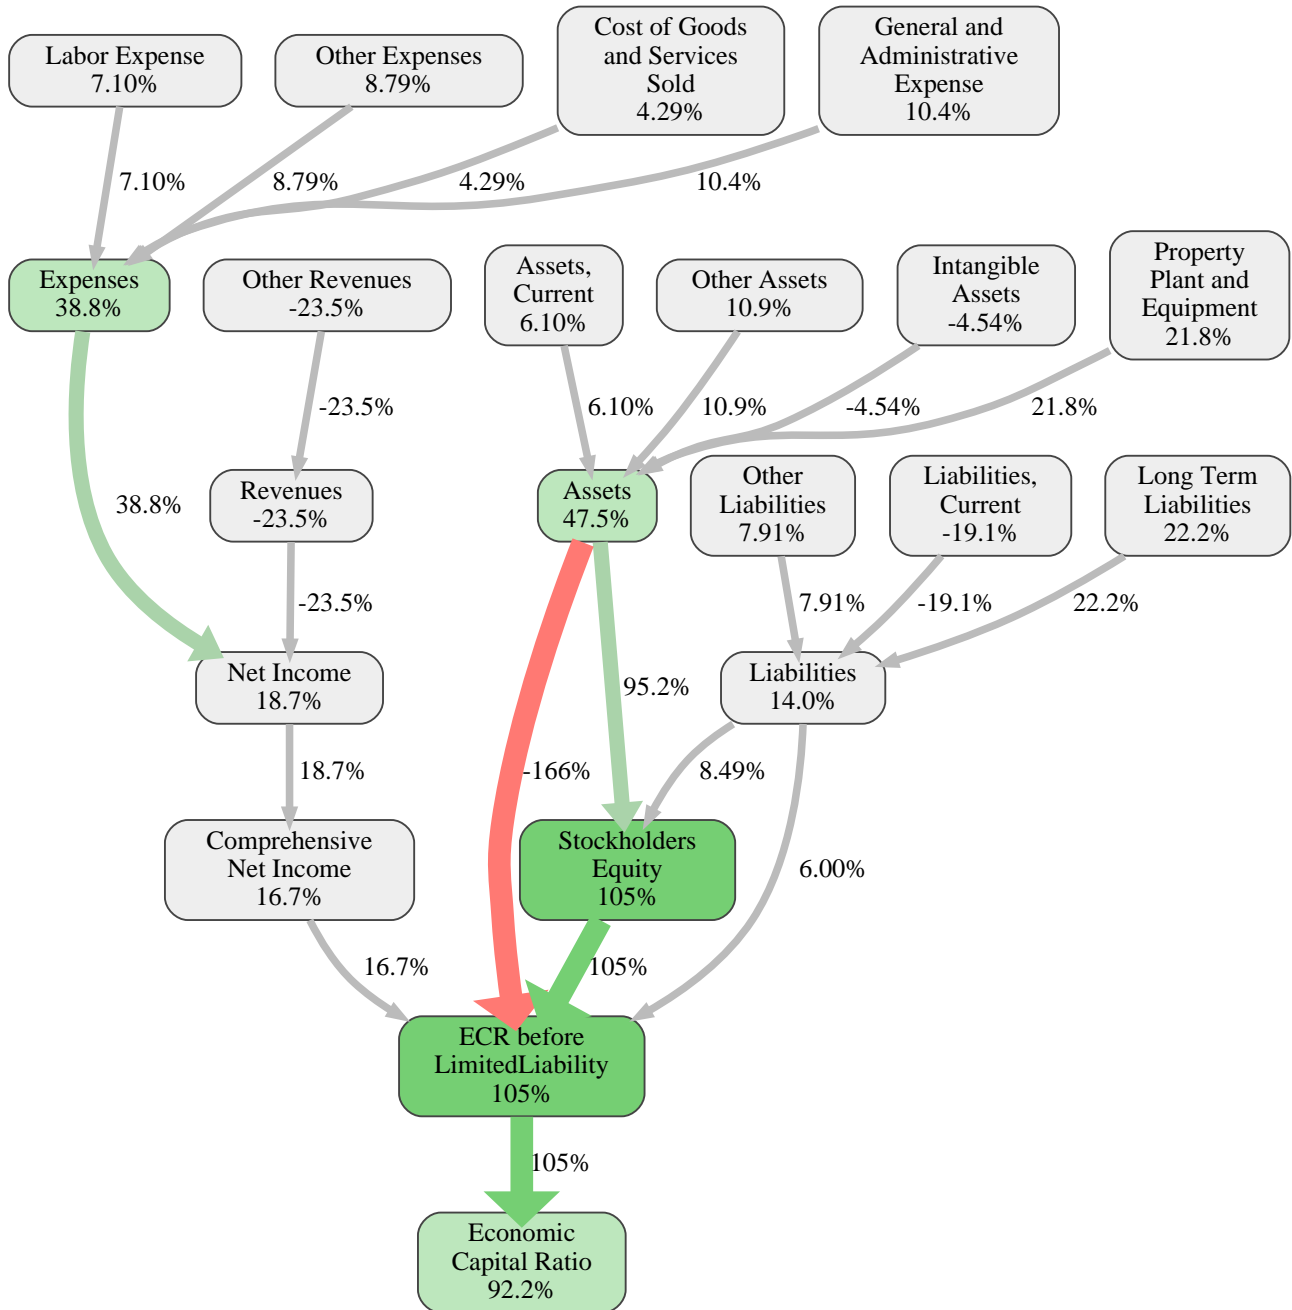 Labor Expense
7.10%
Other Expenses
8.79%
Cost of Goods
and Services
Sold
4.29%
General and
Administrative
Expense
10.4%
7.10%
8.79%
4.29%
10.4%
Expenses
38.8%
Other Revenues
-23.5%
Assets,
Current
6.10%
Other Assets
10.9%
Intangible
Assets
-4.54%
Property
Plant and
Equipment
21.8%
-23.5%
6.10%
10.9%
-4.54%
21.8%
38.8%
Revenues
-23.5%
Assets
47.5%
Other
Liabilities
7.91%
Liabilities,
Current
-19.1%
Long Term
Liabilities
22.2%
-23.5%
7.91%
-19.1%
22.2%
Net Income
18.7%
95.2%
Liabilities
14.0%
18.7%
-166%
8.49%
Comprehensive
Net Income
16.7%
Stockholders
Equity
105%
6.00%
16.7%
105%
ECR before
LimitedLiability
105%
105%
Economic
Capital Ratio
92.2%